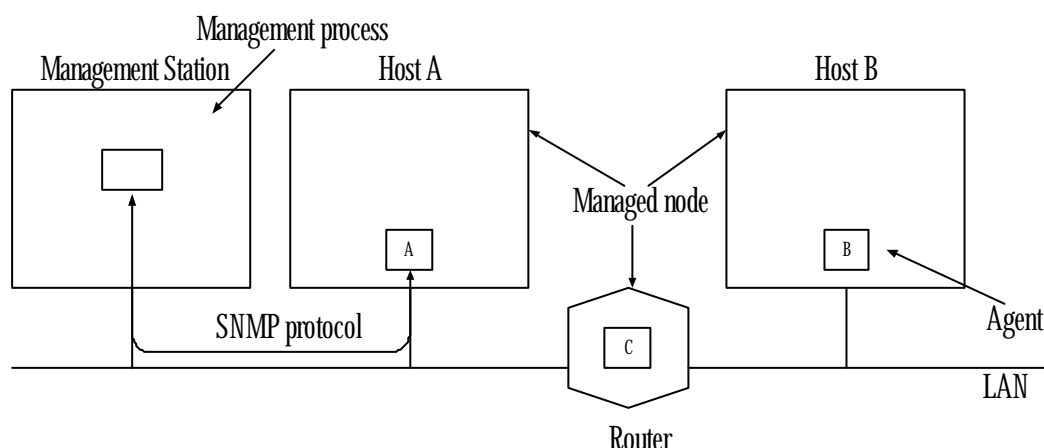 Management process
Management Station
Host A
Host B
Managed node
A
B
SNMP protocol
C
Agent
LAN
Router